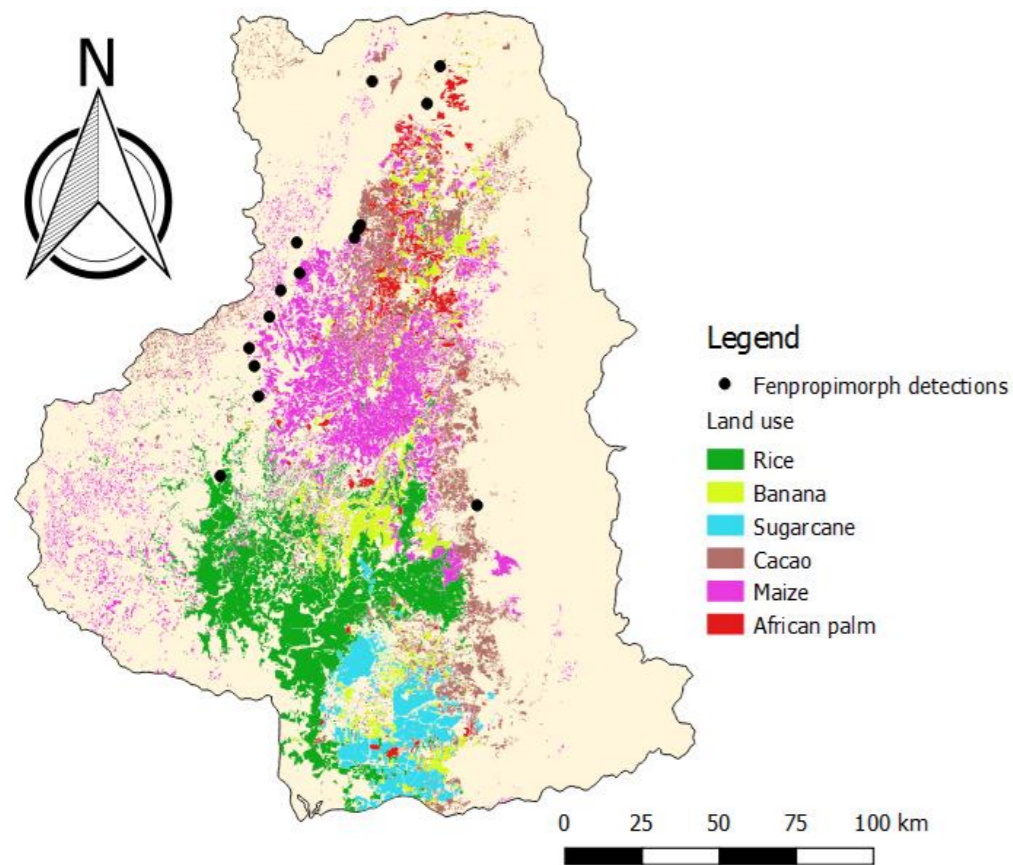 N
Legend
Fenpropimorph detections
Land use
Rice
Banana
Sugarcane
Cacao
Maize
African palm
0 25 50 75 100 km